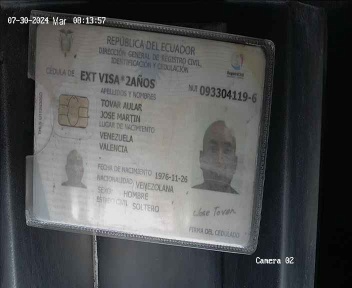 07-30-2024 Mar 08:13:57
REPÚBLICA DEL ECUADOR
DIRECCIÓN GENERAL DE REGISTRO CIVIL,
IDENTIFICACIÓN Y CEDULACIÓN
CÉDULA DE EXT VISA*2AÑOS
N.I 093304119-6
APELLIDOS Y NOMBRES
TOVAR AULAR
JOSE MARTIN
LUGAR DE NACIMIENTO
VENEZUELA
VALENCIA
FECHA DE NACIMIENTO 1976-11-26
NACIONALIDAD VENEZOLANA
SEXO HOMBRE
ESTADO CIVIL SOLTERO
Jose Tovar
FIRMA DEL CEDULADO
Camera 02